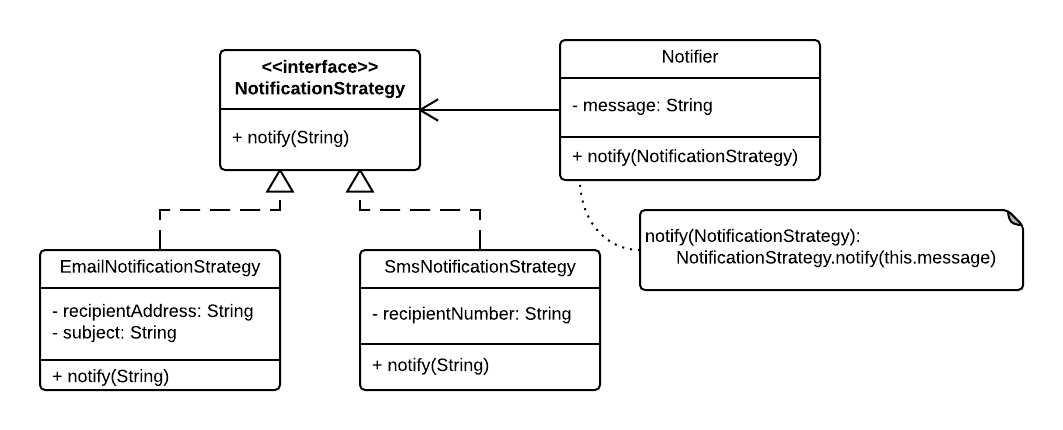 <<interface>>
NotificationStrategy
+ notify(String)
Notifier
- message: String
+ notify(NotificationStrategy)
notify(NotificationStrategy):
NotificationStrategy.notify(this.message)
EmailNotificationStrategy
- recipientAddress: String
- subject: String
+ notify(String)
SmsNotificationStrategy
- recipientNumber: String
+ notify(String)